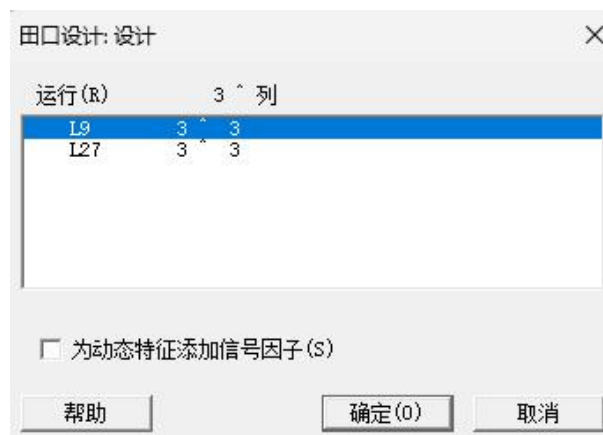 田口设计: 设计
运行(R) 3 ^ 列
L9 3 ^ 3
L27 3 ^ 3
为动态特征添加信号因子(S)
帮助 确定(O) 取消